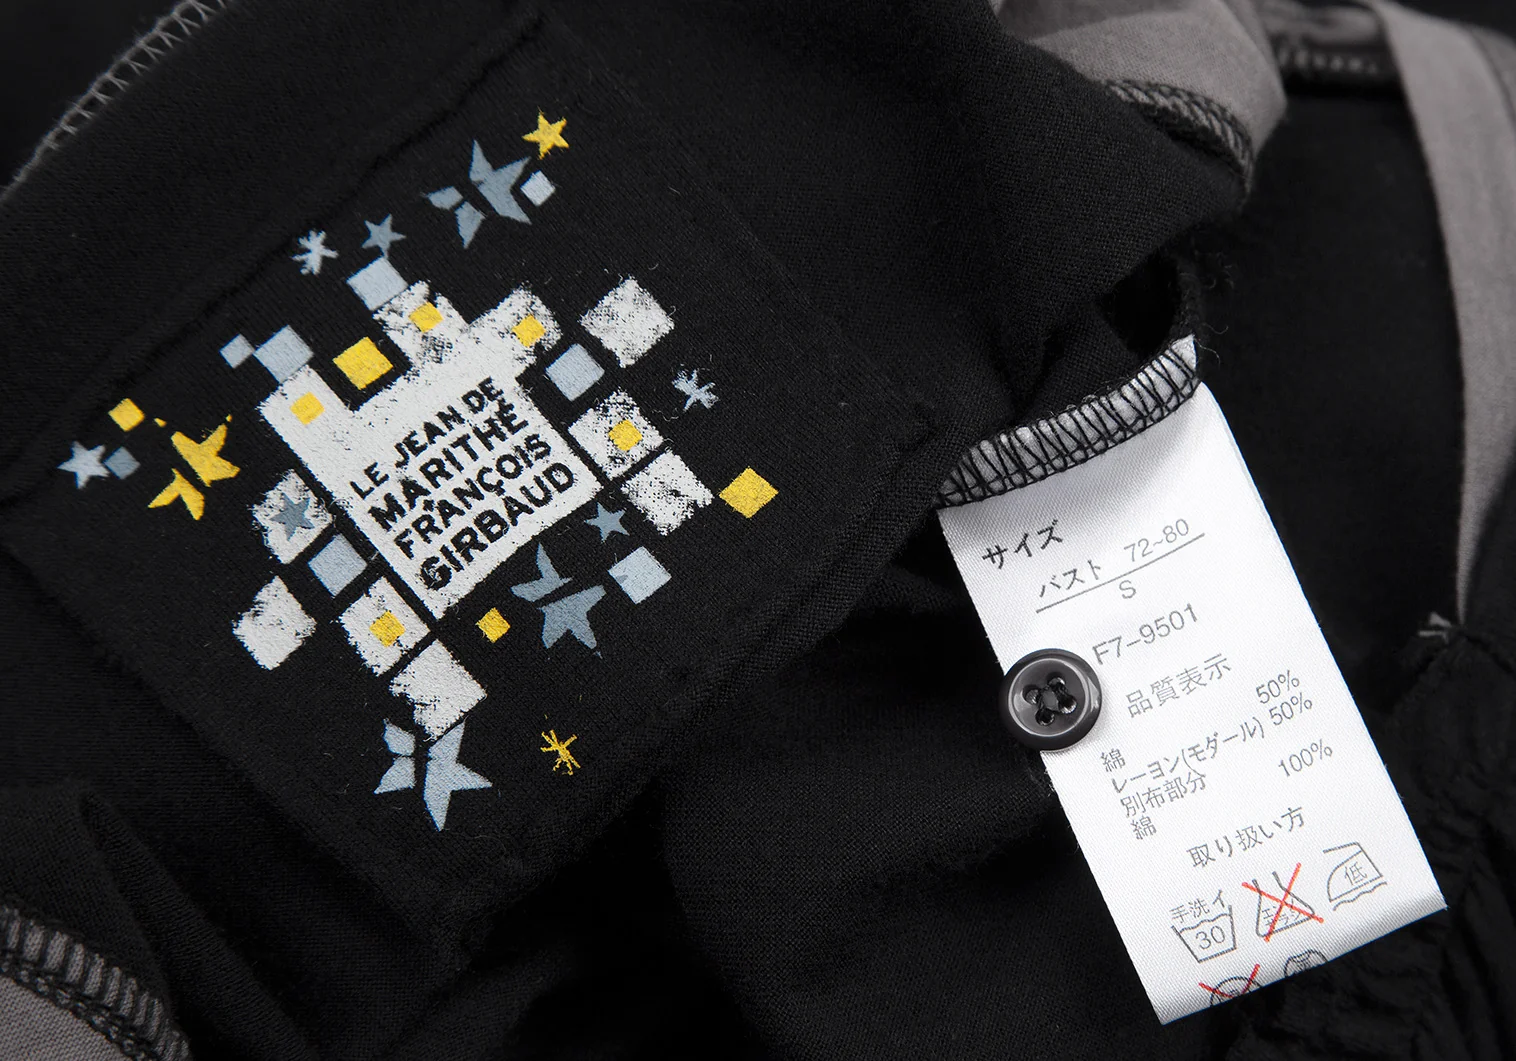 LE JEAN DE
MARITHÉ
FRANÇOIS
GIRBAUD
サイズ
バスト 72~80
S
F7-9501
品質表示
綿 50%
レーヨン(モダール) 50%
別布部分
綿 100%
取り扱い方
手洗イ
30
低